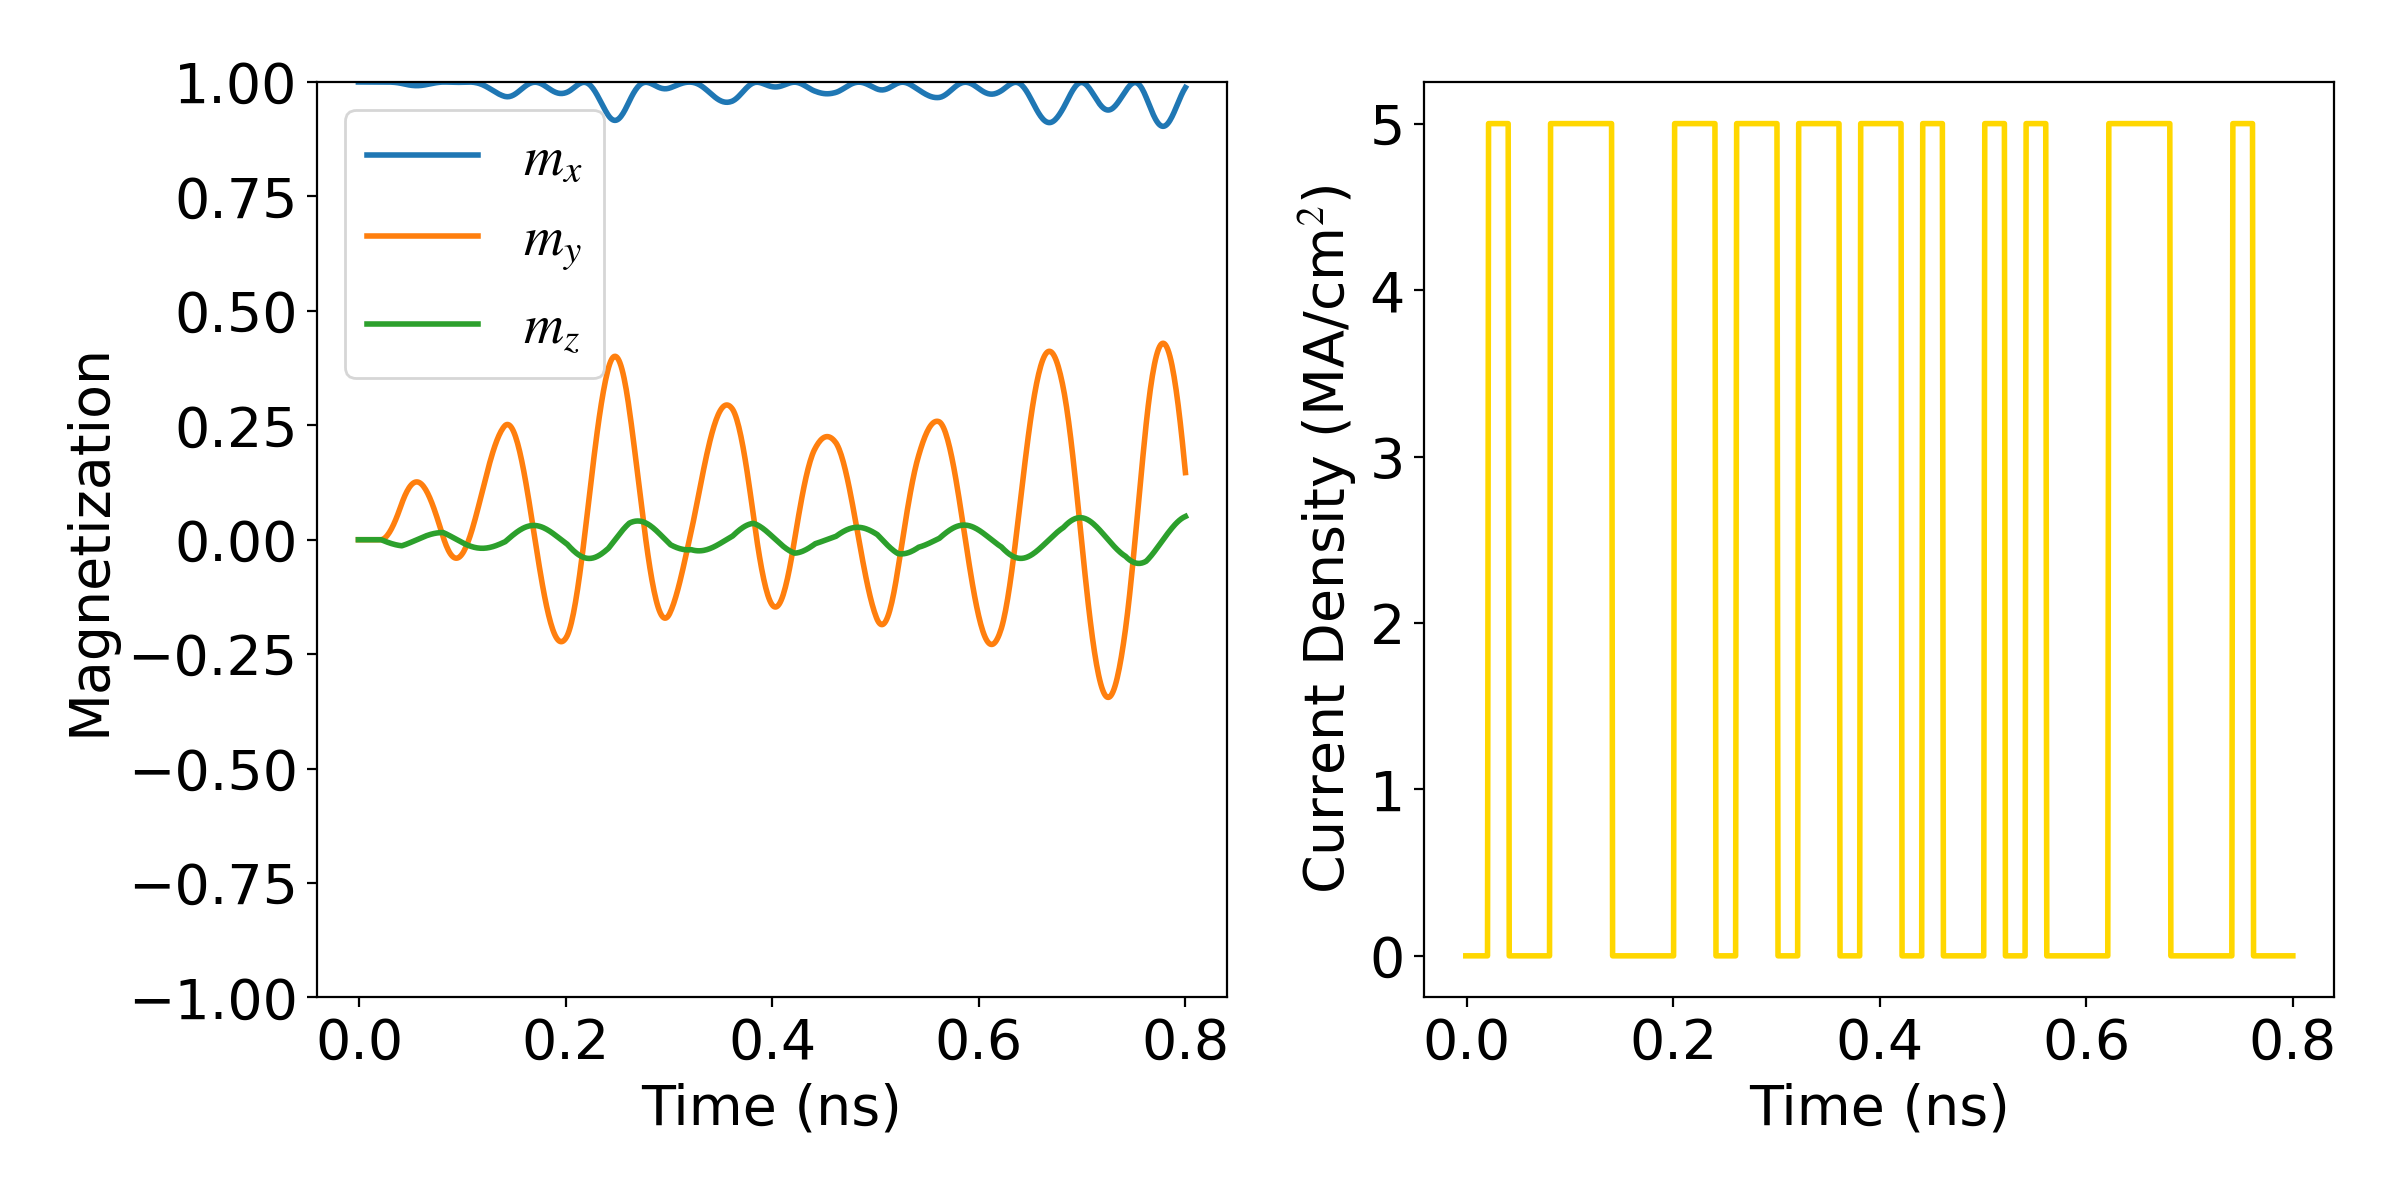 Magnetization
1.00
0.75
0.50
0.25
0.00
−0.25
−0.50
−0.75
−1.00
m_x
m_y
m_z
0.0 0.2 0.4 0.6 0.8
Time (ns)
Current Density (MA/cm²)
5
4
3
2
1
0
0.0 0.2 0.4 0.6 0.8
Time (ns)